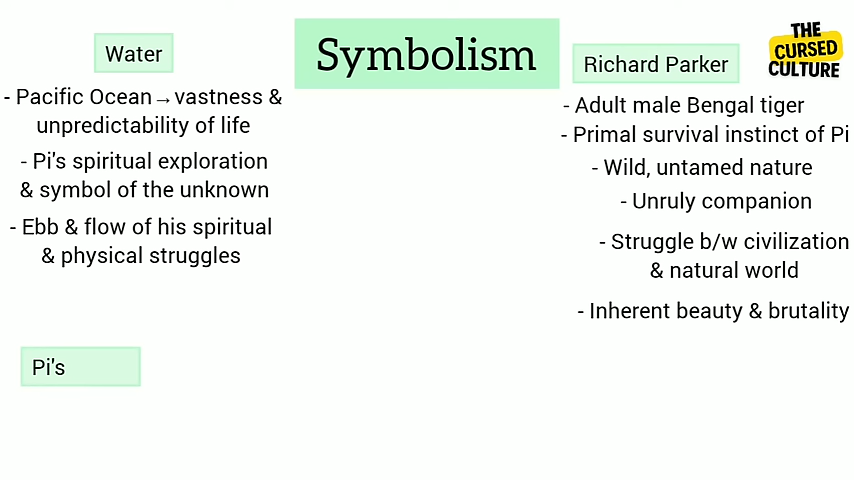 Symbolism
THE
CURSED
CULTURE
Water
- Pacific Ocean→vastness &
unpredictability of life
- Pi's spiritual exploration
& symbol of the unknown
- Ebb & flow of his spiritual
& physical struggles
Richard Parker
- Adult male Bengal tiger
- Primal survival instinct of Pi
- Wild, untamed nature
- Unruly companion
- Struggle b/w civilization
& natural world
- Inherent beauty & brutality
Pi's